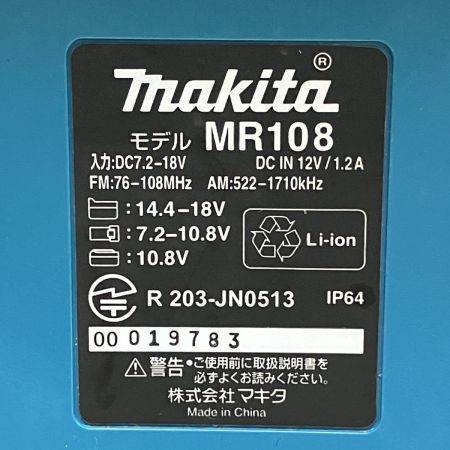 makita®
モデル MR108
入力:DC7.2-18V DC IN 12V/1.2A
FM:76-108MHz AM:522-1710kHz
:14.4-18V
:7.2-10.8V
:10.8V
Li-ion
R 203-JN0513 IP64
00 019783
警告・ご使用前に取扱説明書を
必ずよくお読みください。
株式会社マキタ
Made in China